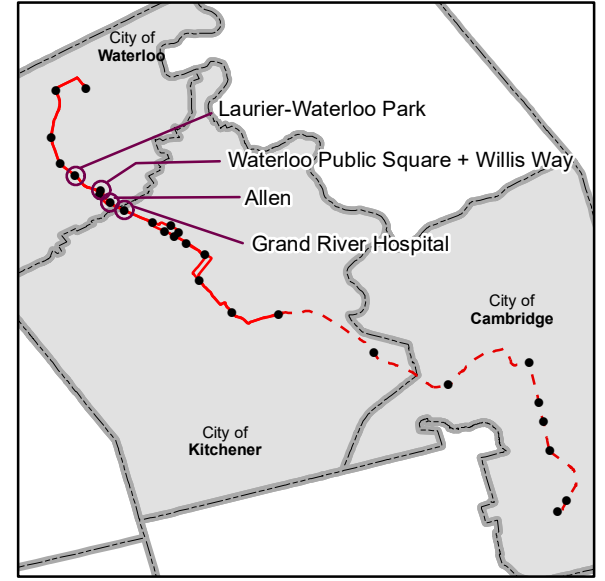 City of
Waterloo
Laurier-Waterloo Park
Waterloo Public Square + Willis Way
Allen
Grand River Hospital
City of
Cambridge
City of
Kitchener